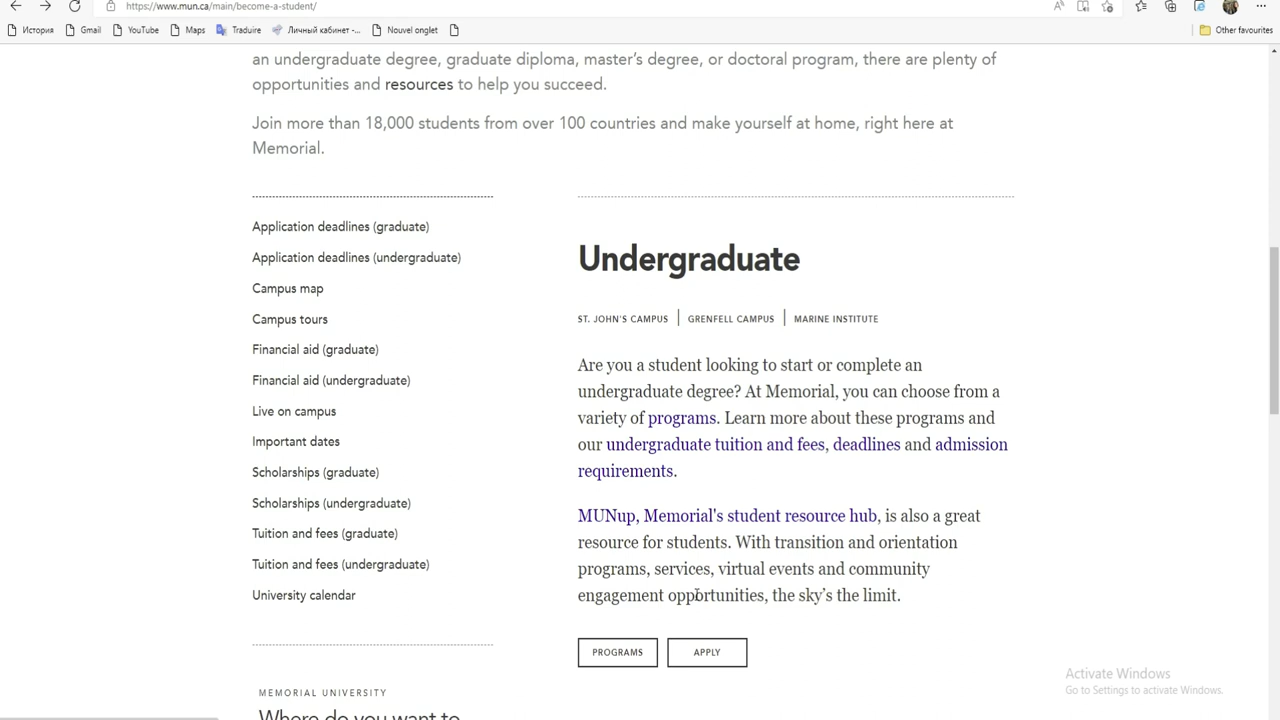 https://www.mun.ca/main/become-a-student/
История
Gmail
YouTube
Maps
Traduire
Личный кабинет -...
Nouvel onglet
Other favourites
an undergraduate degree, graduate diploma, master's degree, or doctoral program, there are plenty of
opportunities and resources to help you succeed.
Join more than 18,000 students from over 100 countries and make yourself at home, right here at
Memorial.
Application deadlines (graduate)
Application deadlines (undergraduate)
Campus map
Campus tours
Financial aid (graduate)
Financial aid (undergraduate)
Live on campus
Important dates
Scholarships (graduate)
Scholarships (undergraduate)
Tuition and fees (graduate)
Tuition and fees (undergraduate)
University calendar
MEMORIAL UNIVERSITY
Where do you want to
Undergraduate
ST. JOHN'S CAMPUS | GRENFELL CAMPUS | MARINE INSTITUTE
Are you a student looking to start or complete an
undergraduate degree? At Memorial, you can choose from a
variety of programs. Learn more about these programs and
our undergraduate tuition and fees, deadlines and admission
requirements.
MUNup, Memorial's student resource hub, is also a great
resource for students. With transition and orientation
programs, services, virtual events and community
engagement opportunities, the sky's the limit.
PROGRAMS
APPLY
Activate Windows
Go to Settings to activate Windows.